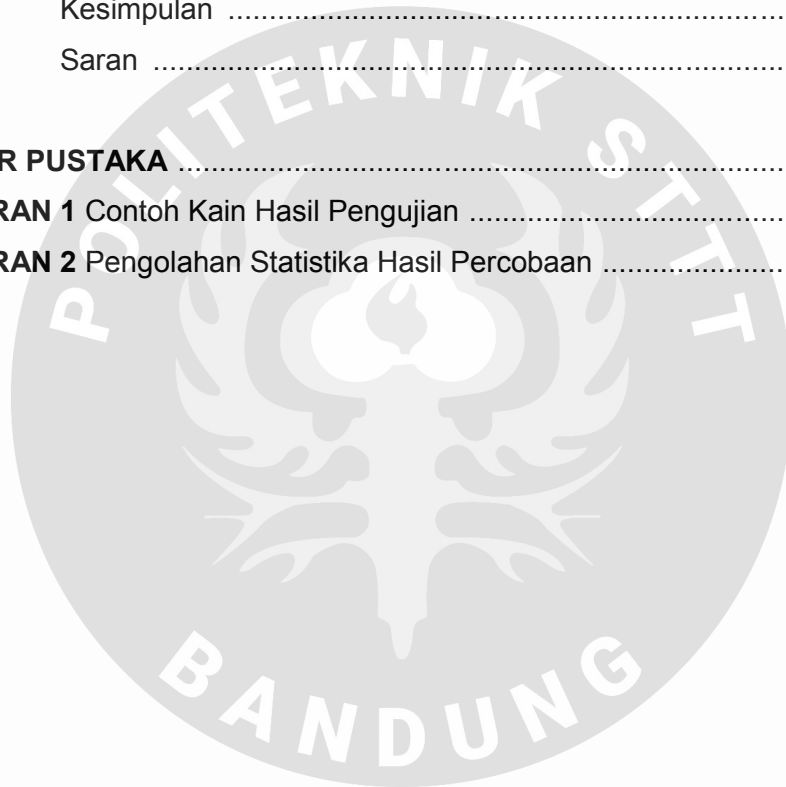 Kesimpulan ................................................................
Saran ........................................................................
R PUSTAKA ......................................................................
RAN 1 Contoh Kain Hasil Pengujian ....................................
RAN 2 Pengolahan Statistika Hasil Percobaan .....................
POLITEKNIK STTT
BANDUNG